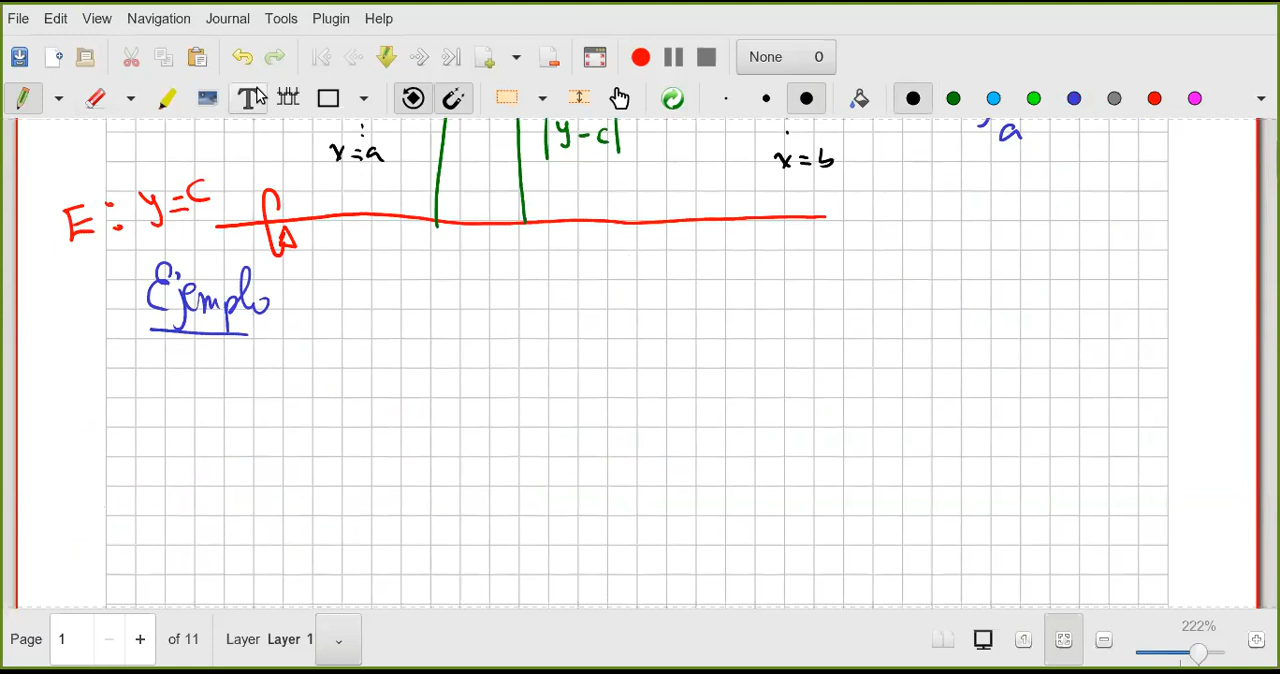 File Edit View Navigation Journal Tools Plugin Help
None 0
T
x=a |y-c| x=b a
E: y=c
Ejemplo
Page 1 of 11 Layer Layer 1 222%